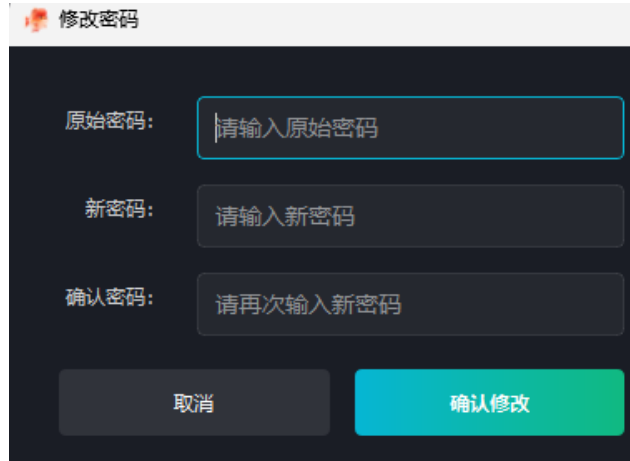 修改密码
原始密码： 请输入原始密码
新密码： 请输入新密码
确认密码： 请再次输入新密码
取消 确认修改